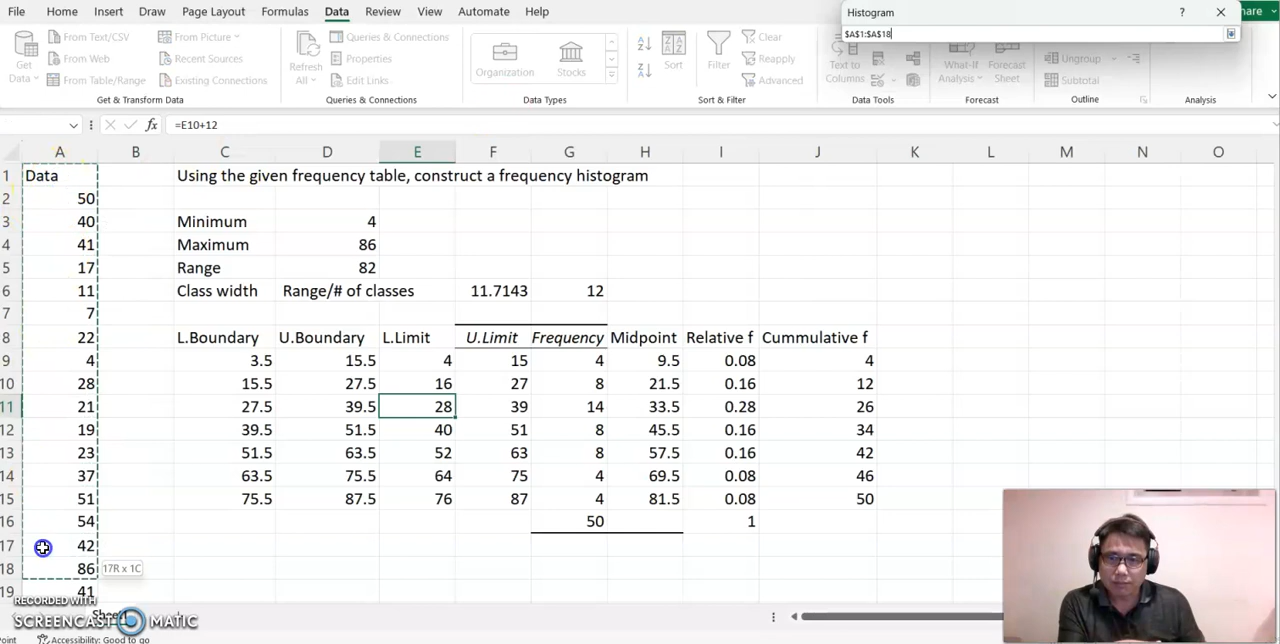 File Home Insert Draw Page Layout Formulas Data Review View Automate Help
Histogram ? 
$A$1:$A$18
Get Data
From Text/CSV
From Web
From Table/Range
From Picture
Recent Sources
Existing Connections
Get & Transform Data
Refresh All
Queries & Connections
Properties
Edit Links
Queries & Connections
Organization
Stocks
Data Types
Sort
Filter
Clear
Reapply
Advanced
Sort & Filter
Text to Columns
Data Tools
What-If Analysis
Forecast Sheet
Forecast
Ungroup
Subtotal
Outline
Analysis
fx =E10+12
A B C D E F G H I J K L M N O
1 Data Using the given frequency table, construct a frequency histogram
2 50
3 40 Minimum 4
4 41 Maximum 86
5 17 Range 82
6 11 Class width Range/# of classes 11.7143 12
7 7
8 22 L.Boundary U.Boundary L.Limit U.Limit Frequency Midpoint Relative f Cummulative f
9 4 3.5 15.5 4 15 4 9.5 0.08 4
10 28 15.5 27.5 16 27 8 21.5 0.16 12
11 21 27.5 39.5 28 39 14 33.5 0.28 26
12 19 39.5 51.5 40 51 8 45.5 0.16 34
13 23 51.5 63.5 52 63 8 57.5 0.16 42
14 37 63.5 75.5 64 75 4 69.5 0.08 46
15 51 75.5 87.5 76 87 4 81.5 0.08 50
16 54 50 1
17 42
18 86 17R x 1C
19 41
RECORDED WITH
SCREENCAST MATIC
Accessibility: Good to go